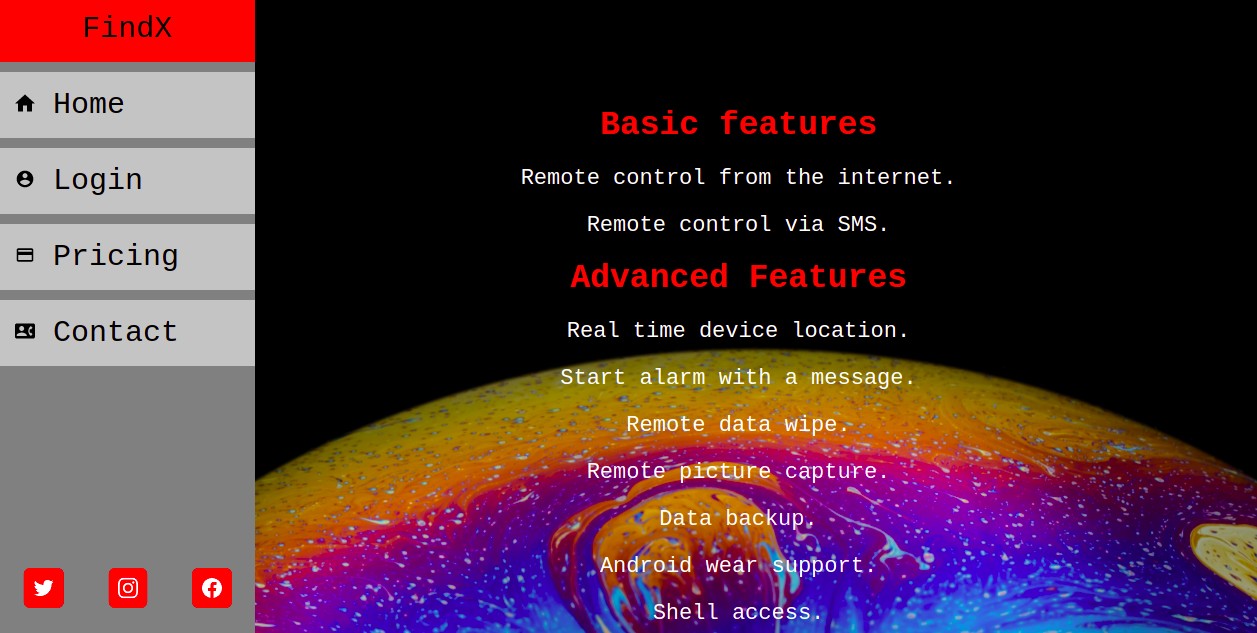 FindX
Home
Login
Pricing
Contact
Basic features
Remote control from the internet.
Remote control via SMS.
Advanced Features
Real time device location.
Start alarm with a message.
Remote data wipe.
Remote picture capture.
Data backup.
Android wear support.
Shell access.